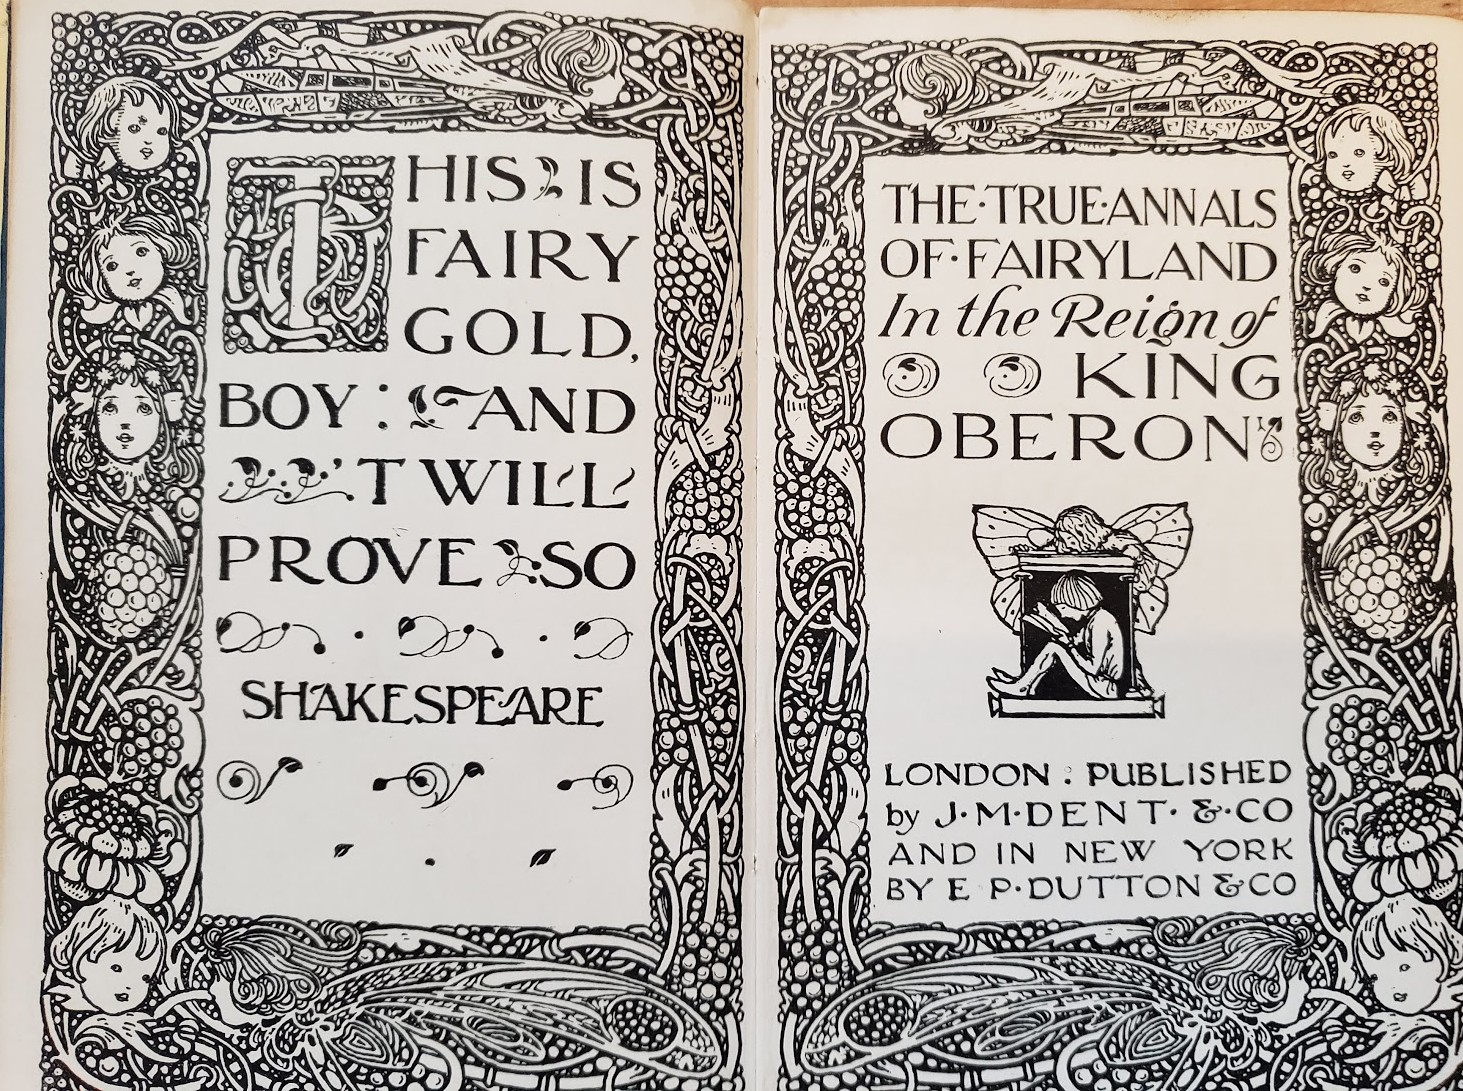 THIS IS
FAIRY
GOLD,
BOY: AND
'TWILL
PROVE SO
SHAKESPEARE
THE·TRUE·ANNALS
OF·FAIRYLAND
In the Reign of
KING
OBERON
LONDON : PUBLISHED
by J·M·DENT· &·CO
AND IN NEW YORK
BY E P·DUTTON &CO